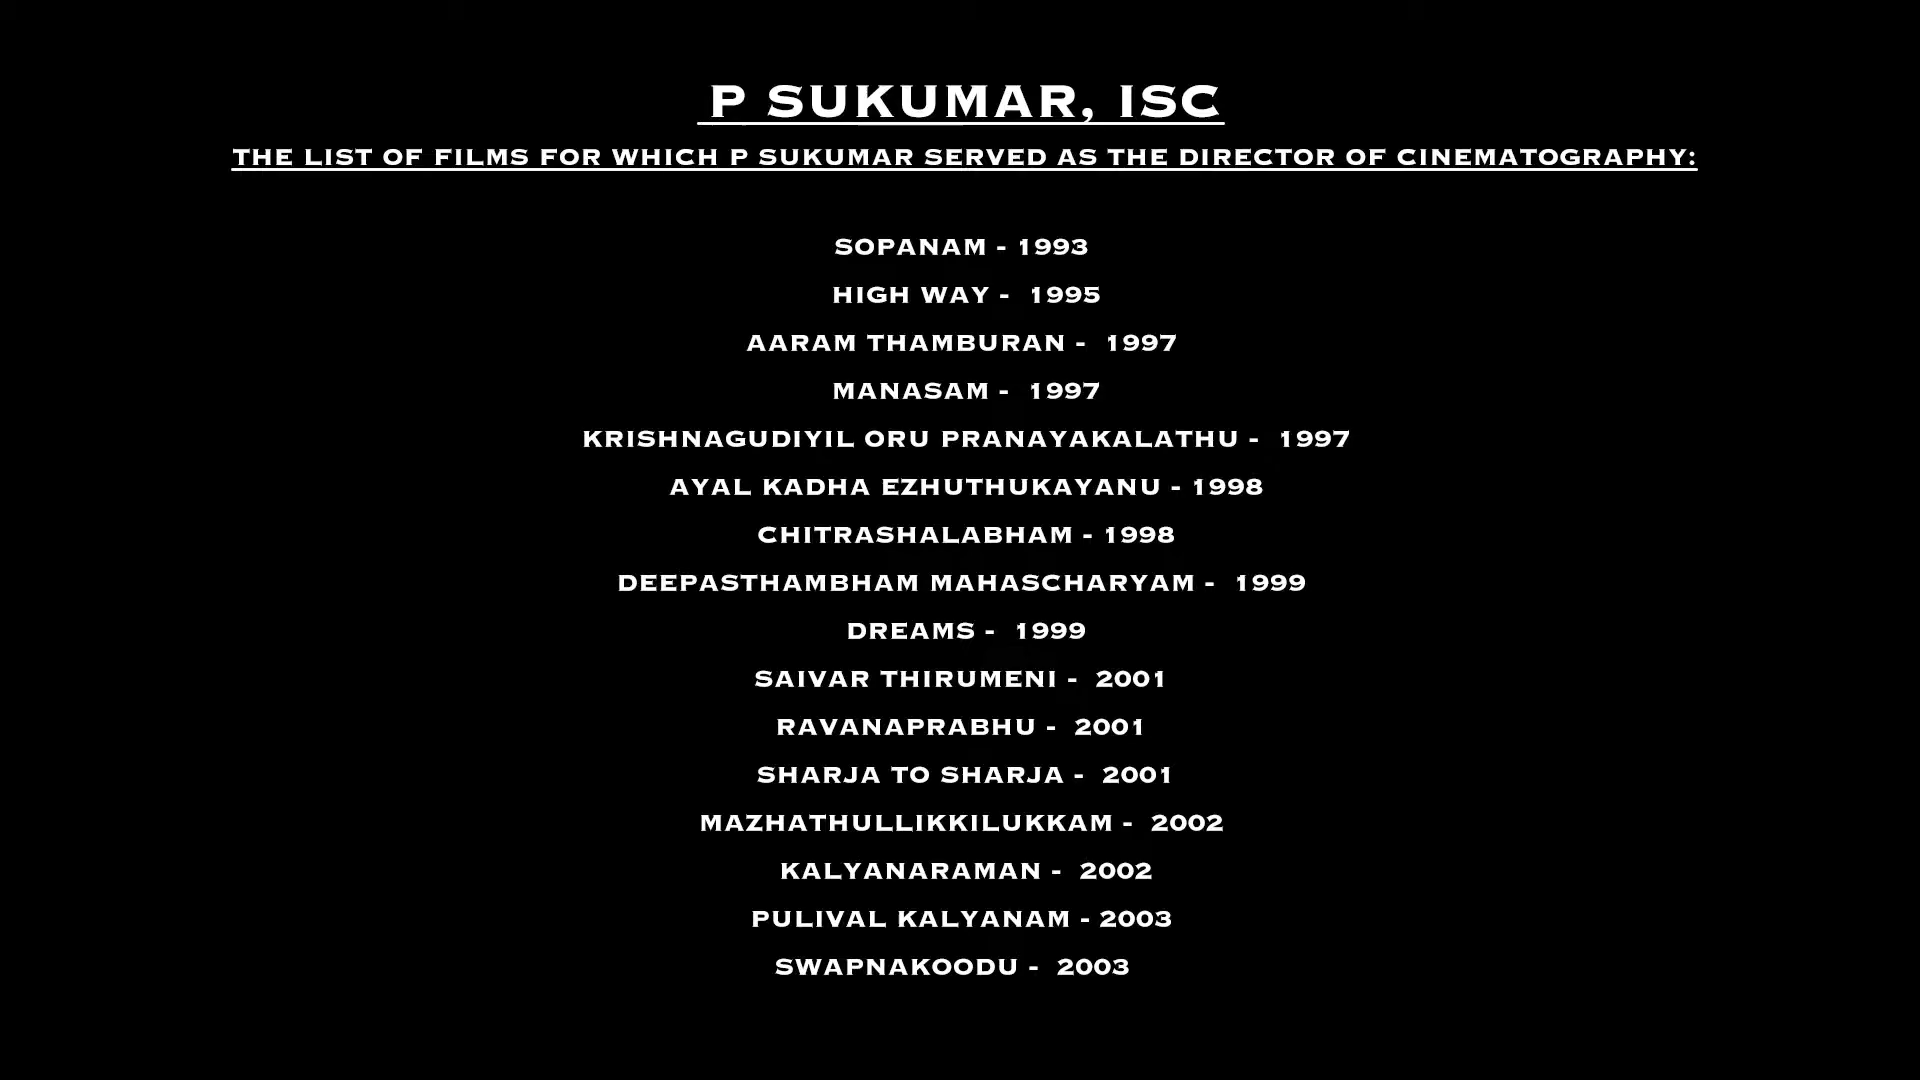 P SUKUMAR, ISC
THE LIST OF FILMS FOR WHICH P SUKUMAR SERVED AS THE DIRECTOR OF CINEMATOGRAPHY:
SOPANAM - 1993
HIGH WAY -  1995
AARAM THAMBURAN -  1997
MANASAM -  1997
KRISHNAGUDIYIL ORU PRANAYAKALATHU -  1997
AYAL KADHA EZHUTHUKAYANU - 1998
CHITRASHALABHAM - 1998
DEEPASTHAMBHAM MAHASCHARYAM -  1999
DREAMS -  1999
SAIVAR THIRUMENI -  2001
RAVANAPRABHU -  2001
SHARJA TO SHARJA -  2001
MAZHATHULLIKKILUKKAM -  2002
KALYANARAMAN -  2002
PULIVAL KALYANAM - 2003
SWAPNAKOODU -  2003